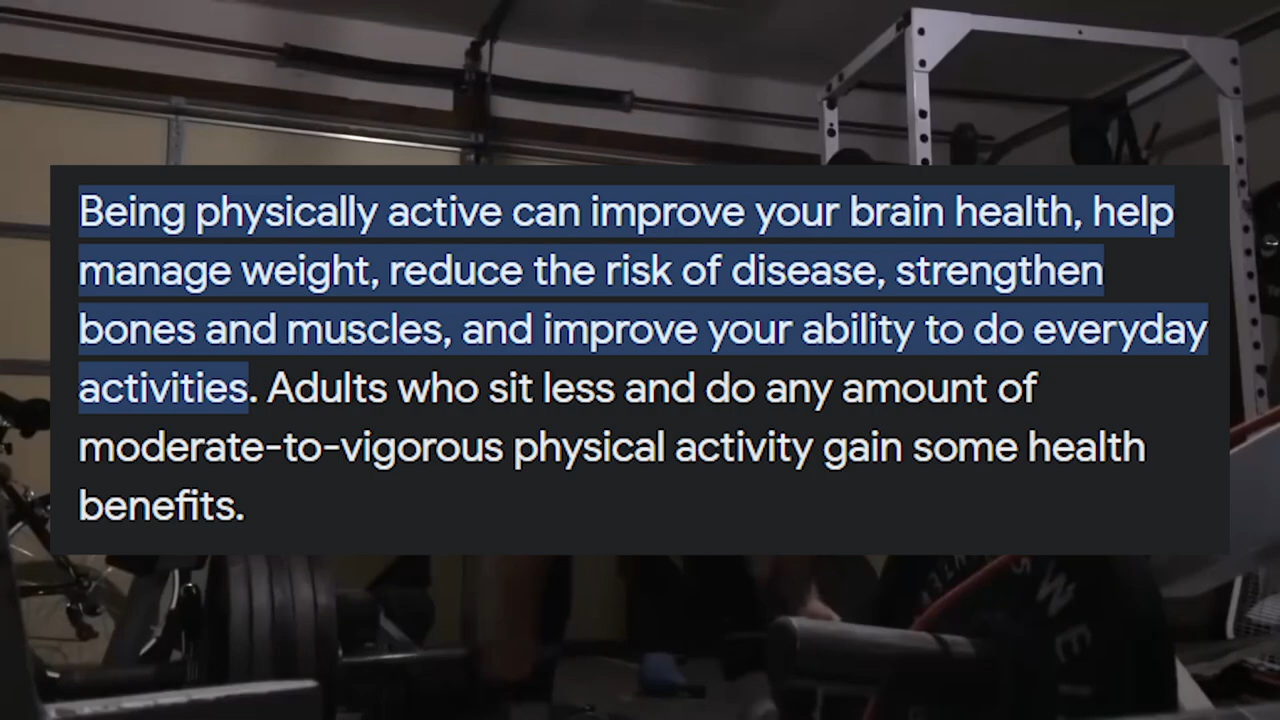 Being physically active can improve your brain health, help
manage weight, reduce the risk of disease, strengthen
bones and muscles, and improve your ability to do everyday
activities. Adults who sit less and do any amount of
moderate-to-vigorous physical activity gain some health
benefits.